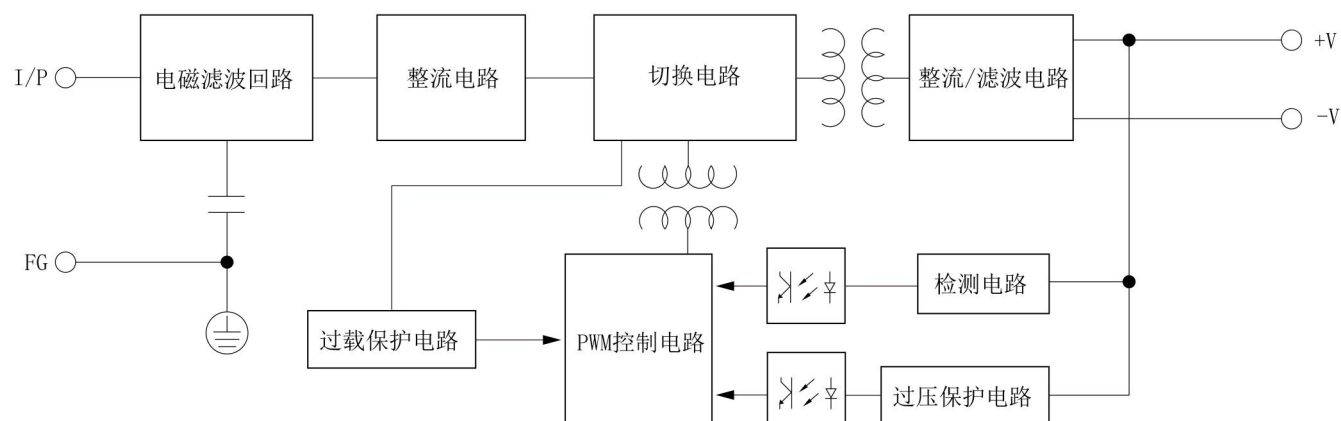 I/P
电磁滤波回路
整流电路
切换电路
整流/滤波电路
+V
-V
FG
过载保护电路
PWM控制电路
检测电路
过压保护电路